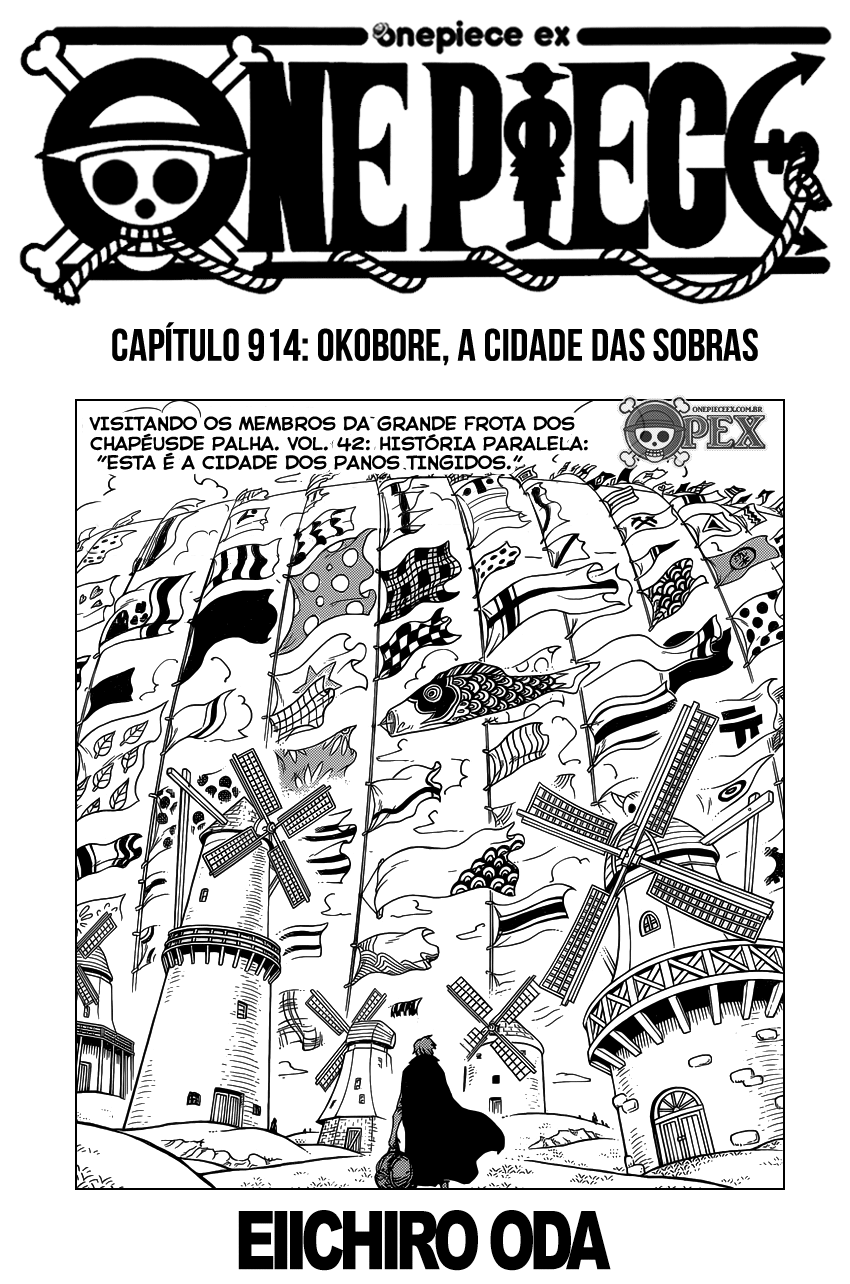 onepiece ex
ONE PIECE
CAPÍTULO 914: OKOBORE, A CIDADE DAS SOBRAS
VISITANDO OS MEMBROS DA GRANDE FROTA DOS
CHAPÉUSDE PALHA. VOL. 42: HISTÓRIA PARALELA:
"ESTA É A CIDADE DOS PANOS TINGIDOS."
ONEPIECEEX.COM.BR
OPEX
EIICHIRO ODA